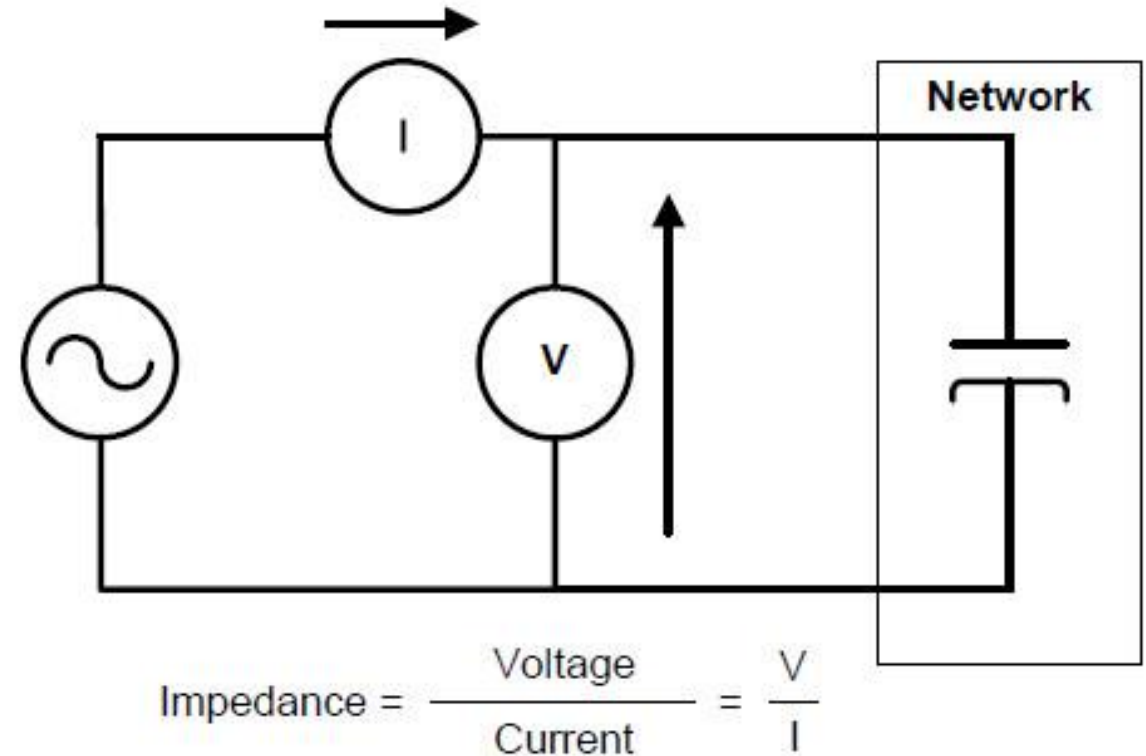 I
Network
V
Impedance = Voltage / Current = V / I